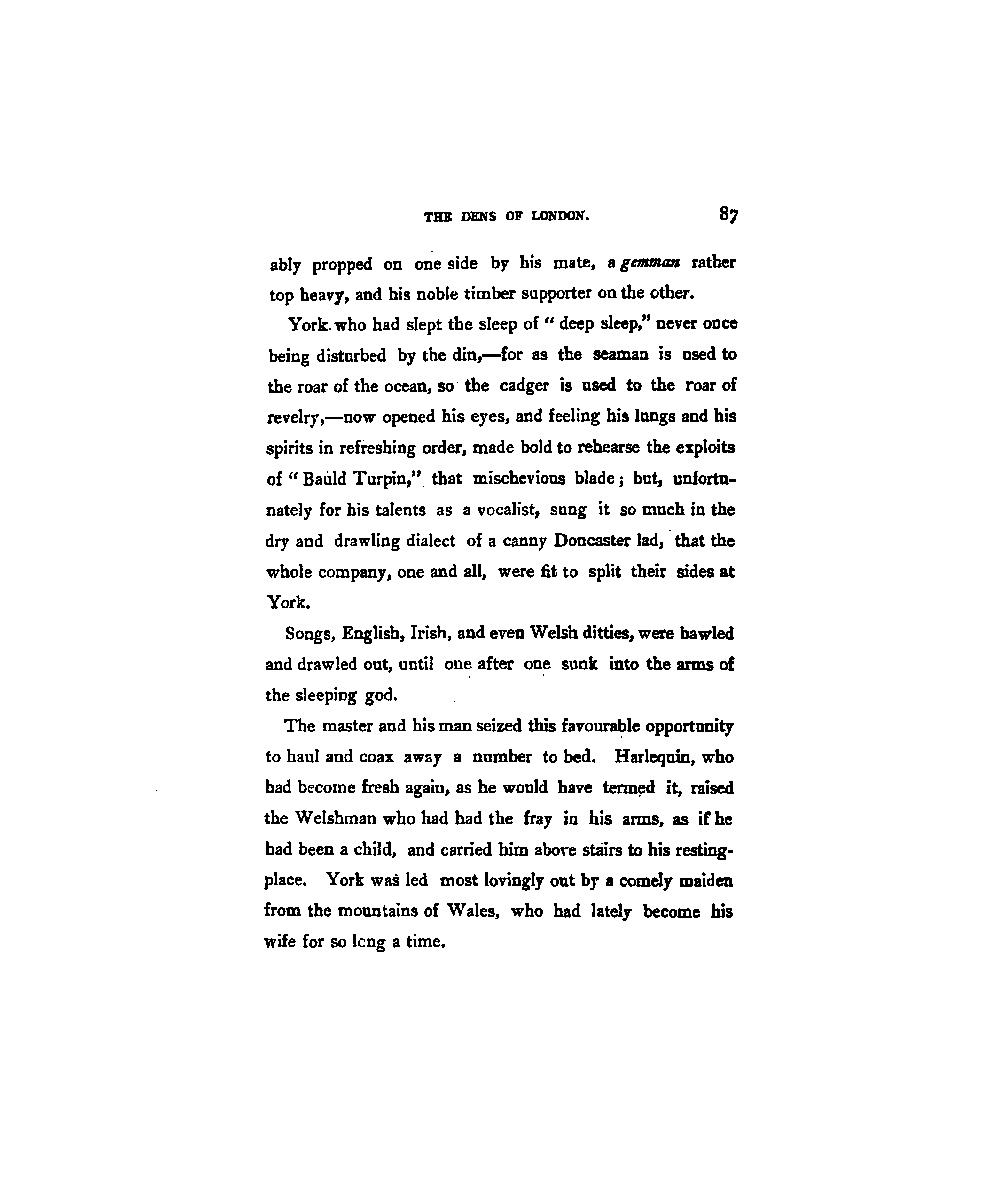 THE DENS OF LONDON. 87
ably propped on one side by his mate, a gemman rather
top heavy, and his noble timber supporter on the other.
York. who had slept the sleep of “ deep sleep,” never once
being disturbed by the din,—for as the seaman is used to
the roar of the ocean, so the cadger is used to the roar of
revelry,—now opened his eyes, and feeling his lungs and his
spirits in refreshing order, made bold to rehearse the exploits
of “ Bauld Turpin,” that mischevious blade ; but, unfortu-
nately for his talents as a vocalist, sung it so much in the
dry and drawling dialect of a canny Doncaster lad, that the
whole company, one and all, were fit to split their sides at
York.
Songs, English, Irish, and even Welsh ditties, were bawled
and drawled out, until one after one sunk into the arms of
the sleeping god.
The master and his man seized this favourable opportunity
to haul and coax away a number to bed. Harlequin, who
had become fresh again, as he would have termed it, raised
the Welshman who had had the fray in his arms, as if he
had been a child, and carried him above stairs to his resting-
place. York was led most lovingly out by a comely maiden
from the mountains of Wales, who had lately become his
wife for so long a time.